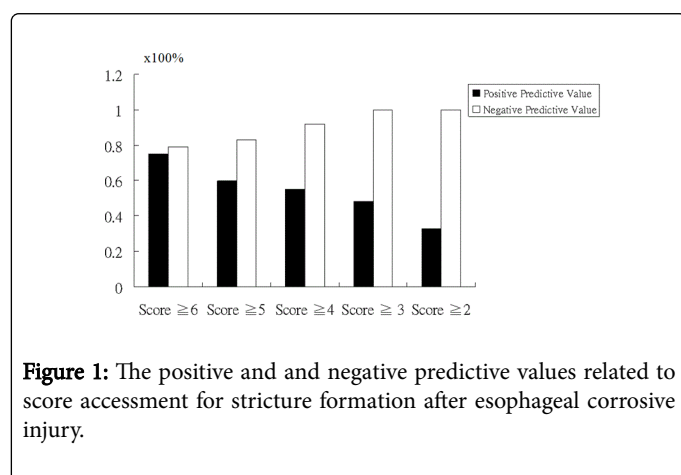 x100%
1.2
1
0.8
0.6
0.4
0.2
0
Positive Predictive Value
Negative Predictive Value
Score ≧6 Score ≧5 Score ≧4 Score ≧ 3 Score ≧2
Figure 1: The positive and and negative predictive values related to
score accessment for stricture formation after esophageal corrosive
injury.